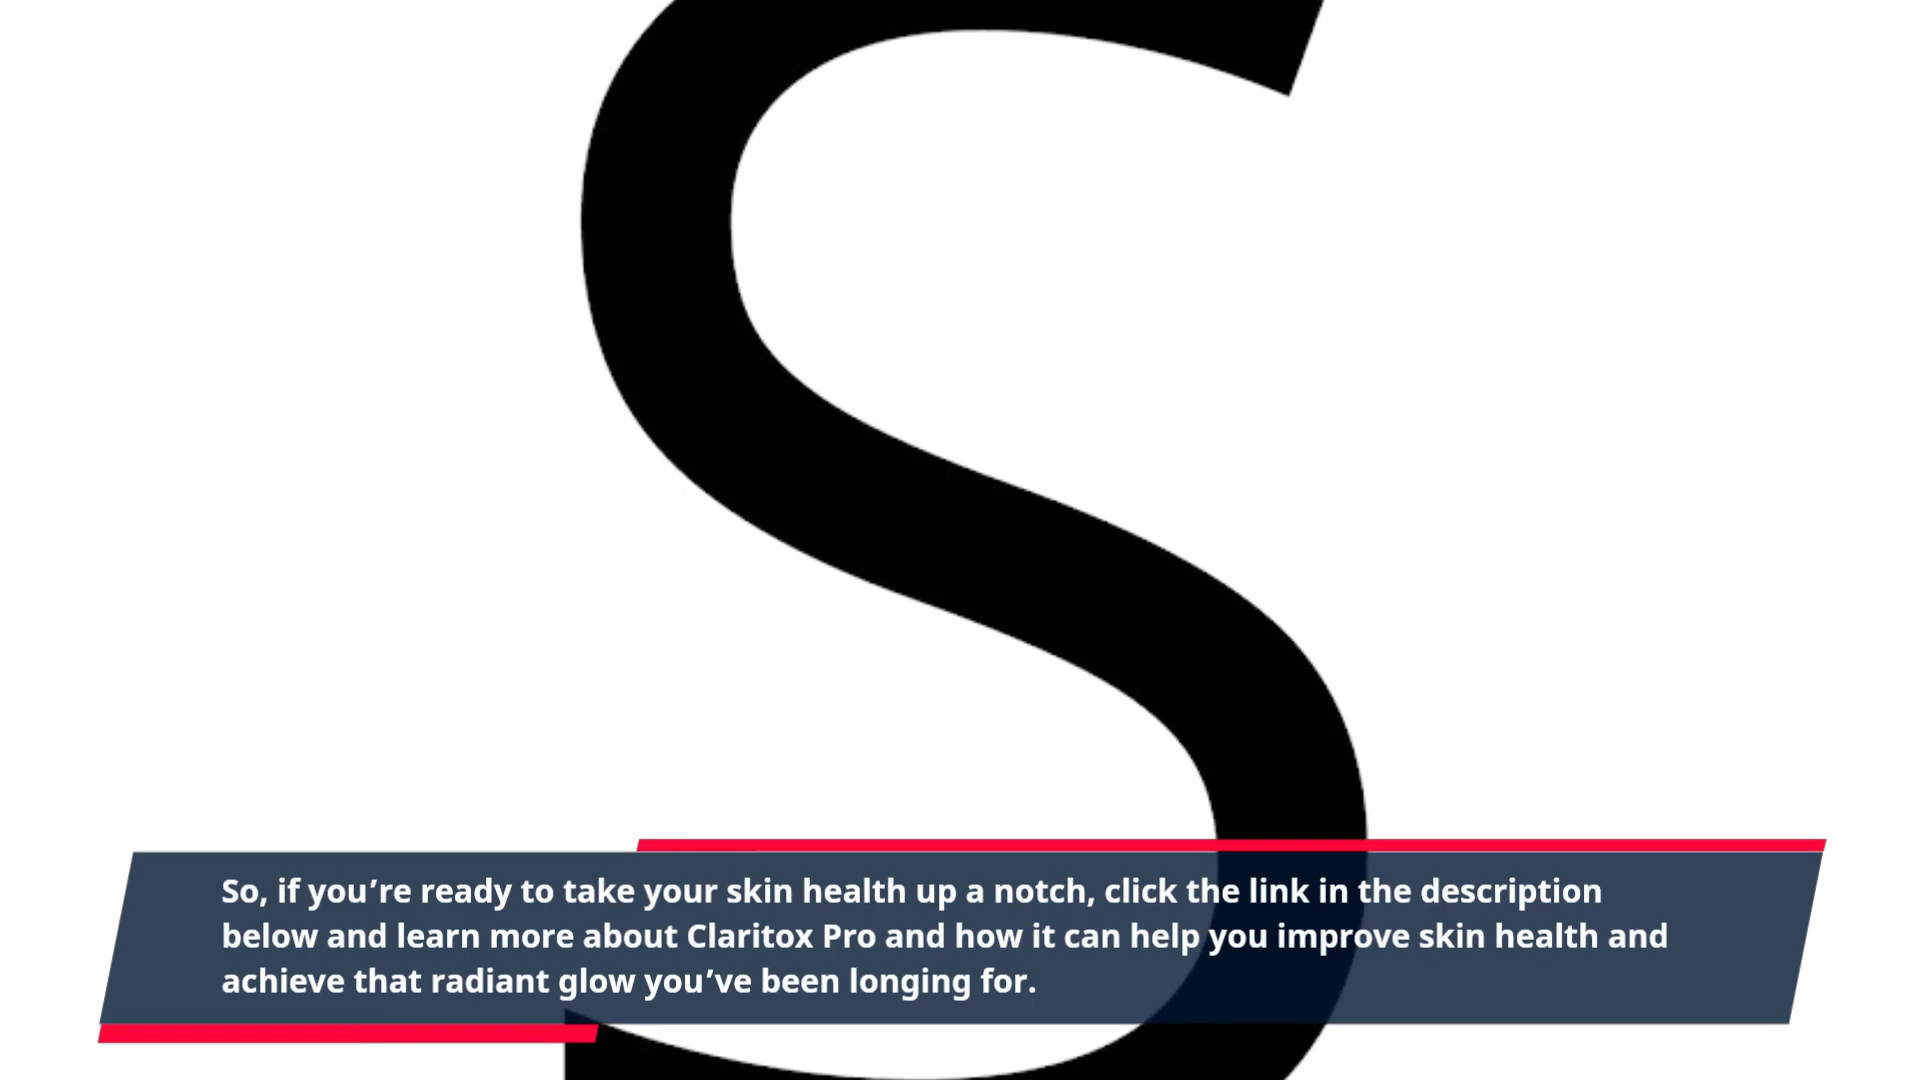 S
So, if you’re ready to take your skin health up a notch, click the link in the description
below and learn more about Claritox Pro and how it can help you improve skin health and
achieve that radiant glow you’ve been longing for.